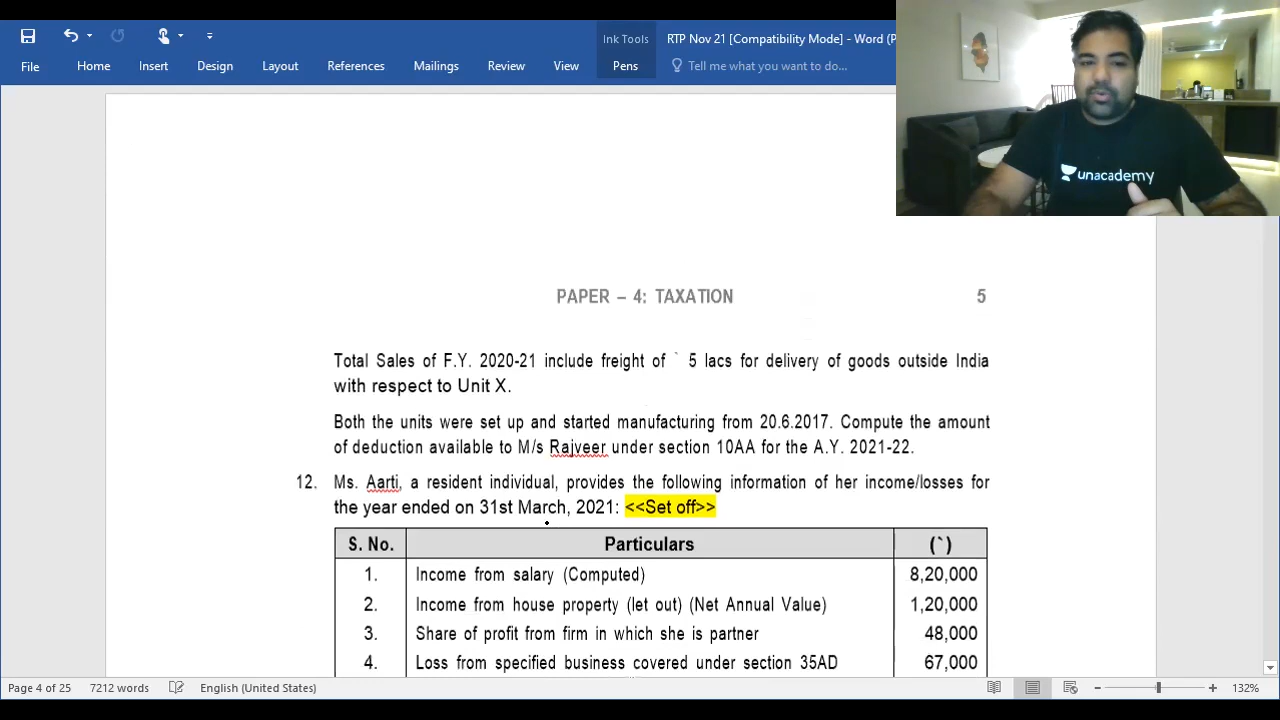 Ink Tools
RTP Nov 21 [Compatibility Mode] - Word (P
File Home Insert Design Layout References Mailings Review View Pens Tell me what you want to do...
unacademy
PAPER – 4: TAXATION 5
Total Sales of F.Y. 2020-21 include freight of ` 5 lacs for delivery of goods outside India
with respect to Unit X.
Both the units were set up and started manufacturing from 20.6.2017. Compute the amount
of deduction available to M/s Rajveer under section 10AA for the A.Y. 2021-22.
12. Ms. Aarti, a resident individual, provides the following information of her income/losses for
the year ended on 31st March, 2021: <<Set off>>
S. No. Particulars (`)
1. Income from salary (Computed) 8,20,000
2. Income from house property (let out) (Net Annual Value) 1,20,000
3. Share of profit from firm in which she is partner 48,000
4. Loss from specified business covered under section 35AD 67,000
Page 4 of 25 7212 words English (United States) 132%